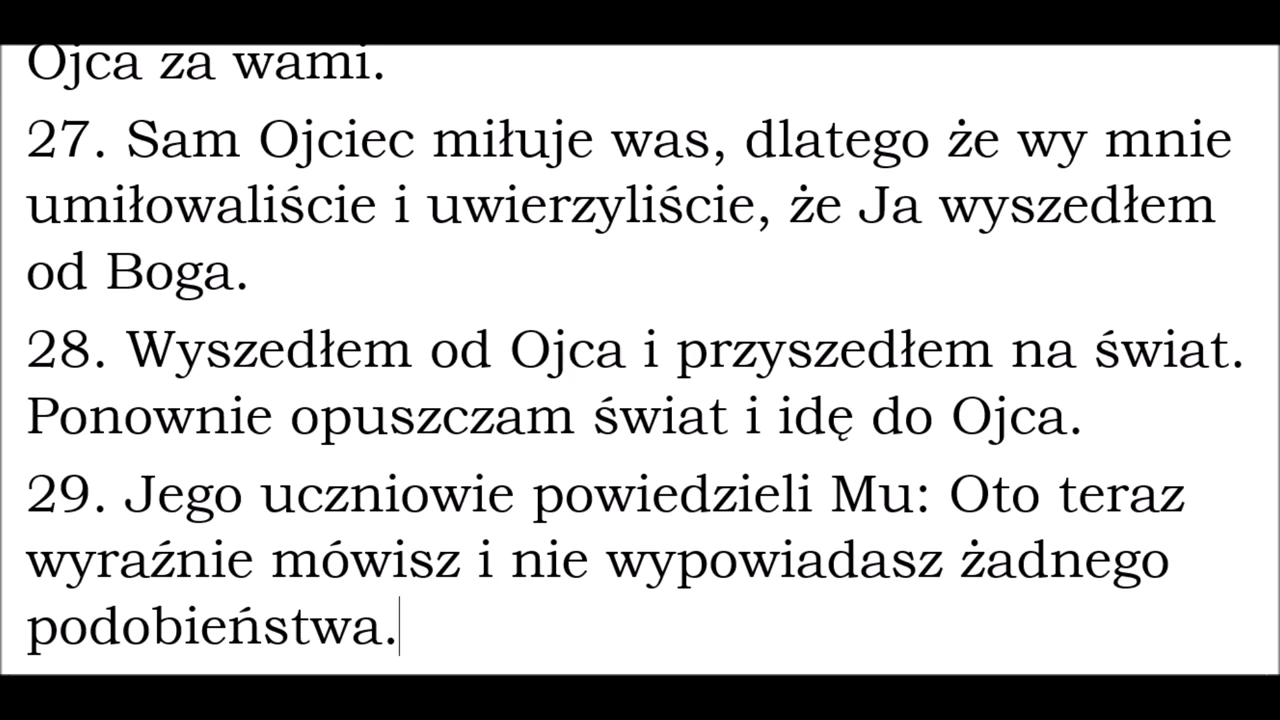 Ojca za wami.
27. Sam Ojciec miłuje was, dlatego że wy mnie
umiłowaliście i uwierzyliście, że Ja wyszedłem
od Boga.
28. Wyszedłem od Ojca i przyszedłem na świat.
Ponownie opuszczam świat i idę do Ojca.
29. Jego uczniowie powiedzieli Mu: Oto teraz
wyraźnie mówisz i nie wypowiadasz żadnego
podobieństwa.